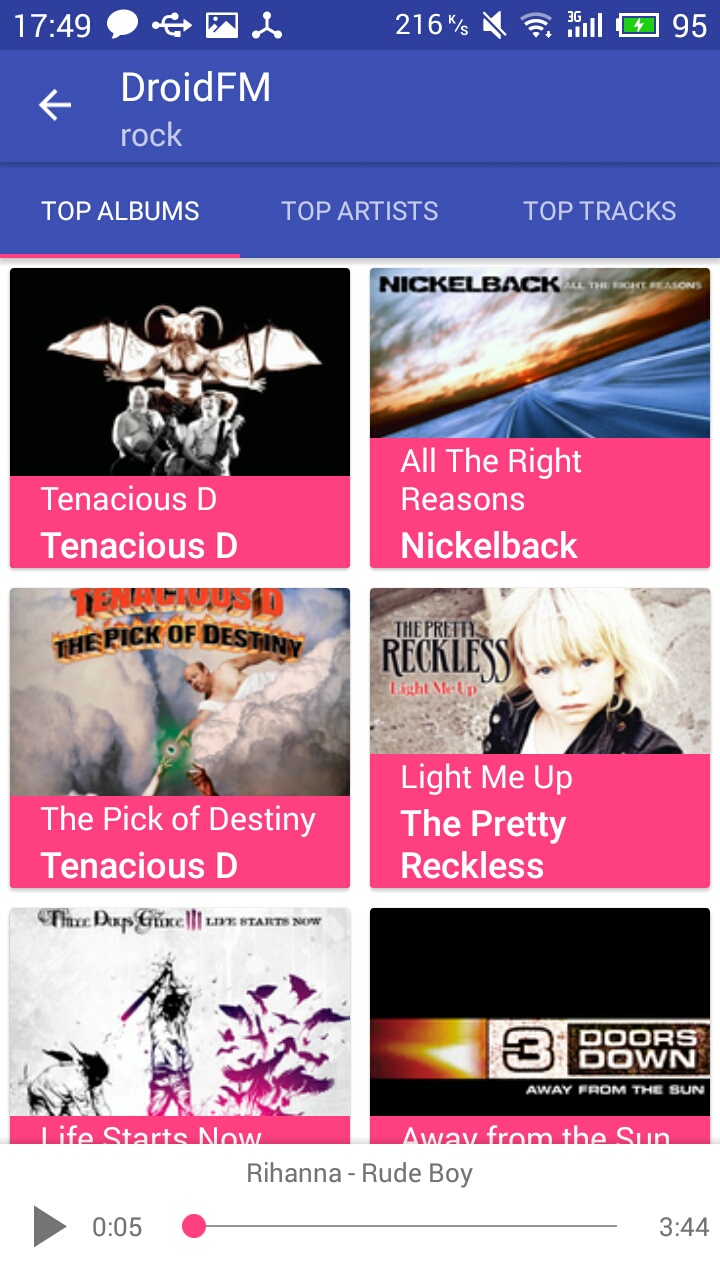 17:49
216 K/s
3G
95
DroidFM
rock
TOP ALBUMS
TOP ARTISTS
TOP TRACKS
NICKELBACK ALL THE RIGHT REASONS
Tenacious D
Tenacious D
All The Right
Reasons
Nickelback
TENACIOUS D
THE PICK OF DESTINY
The Pick of Destiny
Tenacious D
THE PRETTY
RECKLESS
Light Me Up
Light Me Up
The Pretty
Reckless
Three Days Grace LIFE STARTS NOW
Life Starts Now
3 DOORS
DOWN
AWAY FROM THE SUN
Away from the Sun
Rihanna - Rude Boy
0:05
3:44